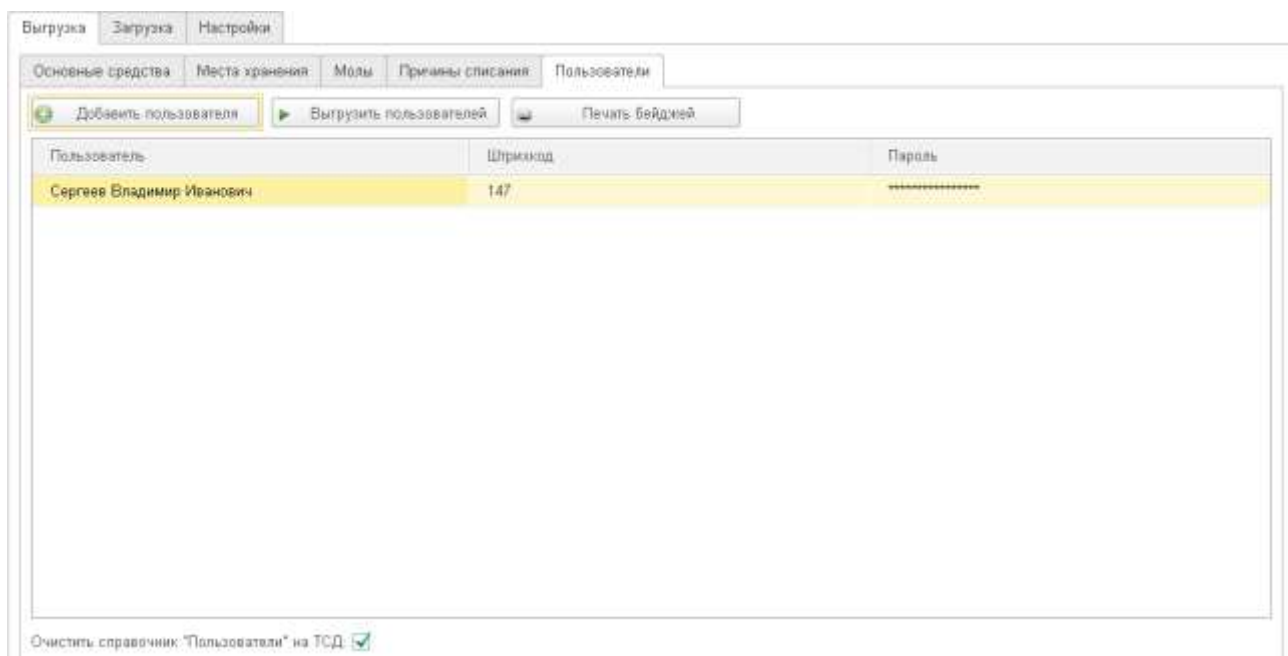 Выгрузка Загрузка Настройки
Основные средства Места хранения Молы Причины списания Пользователи
Добавить пользователя Выгрузить пользователей Печать бейджей
Пользователь Штрихкод Пароль
Сергеев Владимир Иванович 147 ****************
Очистить справочник "Пользователи" на ТСД: